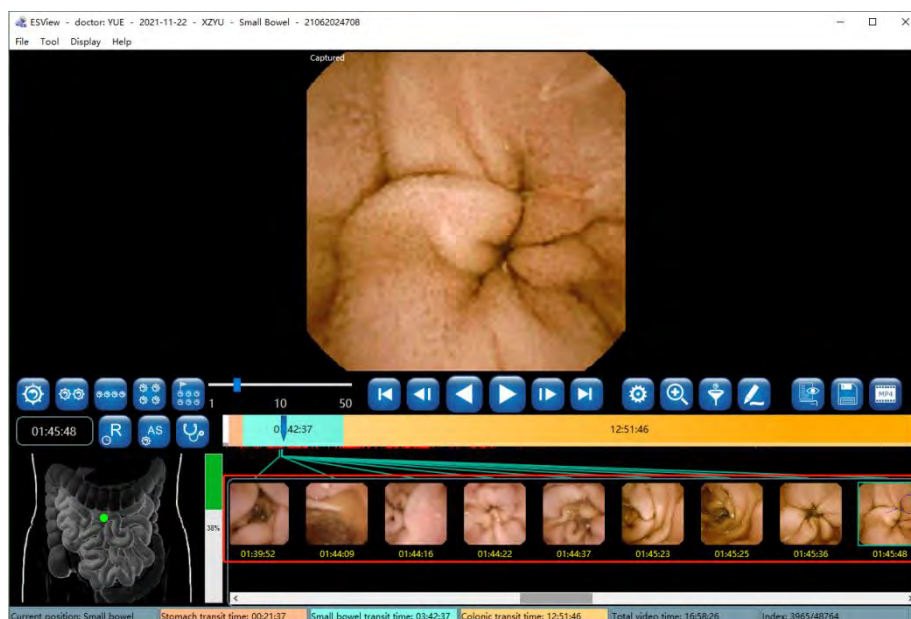 ESView - doctor: YUE - 2021-11-22 - XZYU - Small Bowel - 21062024708
File Tool Display Help
Captured
1 10 50
R
AS
MP4
01:45:48
12:51:46
38%
01:39:52 01:44:09 01:44:16 01:44:22 01:44:37 01:45:23 01:45:25 01:45:36 01:45:48
Current position: Small bowel Stomach transit time: 00:21:37 Small bowel transit time: 03:42:37 Colonic transit time: 12:51:46 Total video time: 16:58:26 Index: 3965/48764